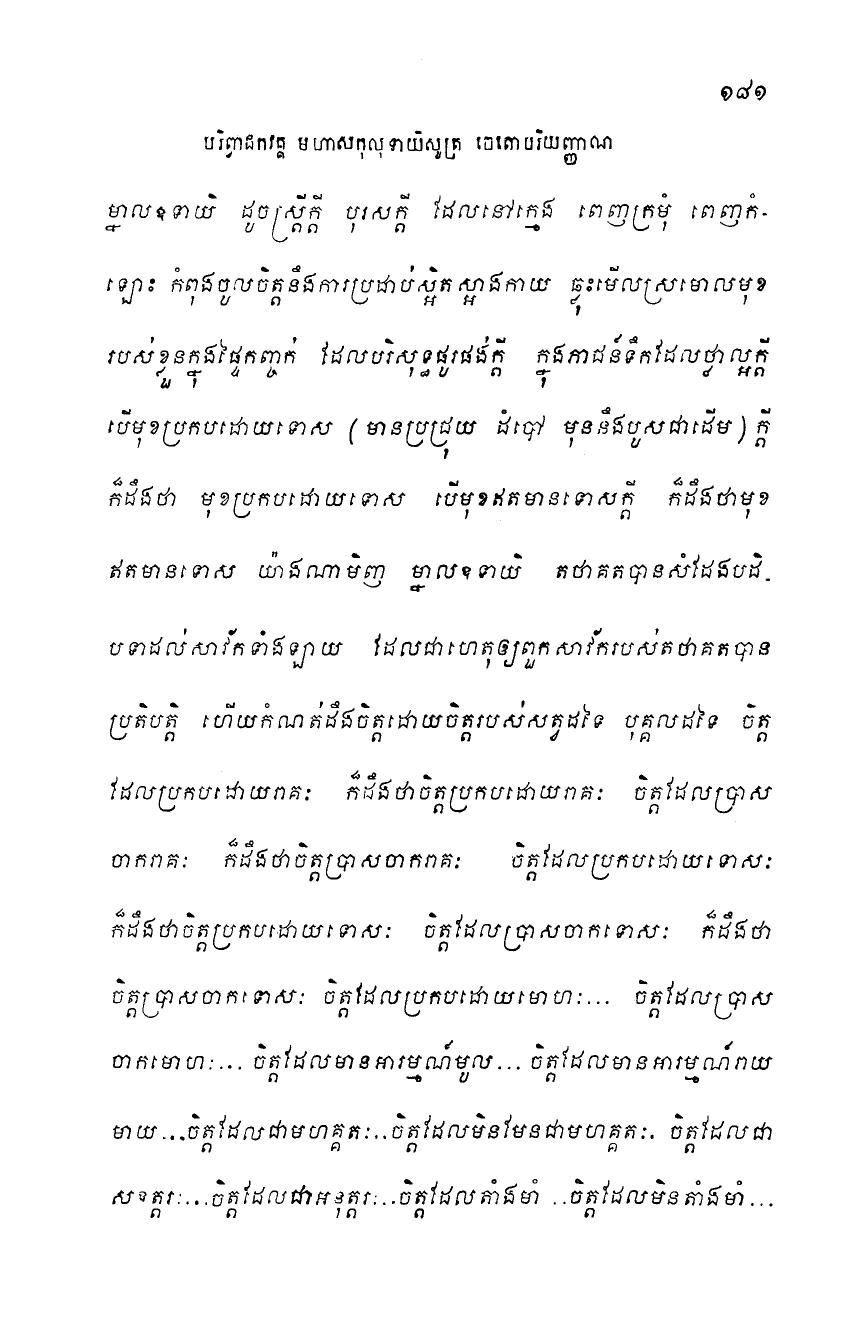 ១៨១
បរិព្វាជកវគ្គ មហាសកុលុទាយិសូត្រ ចេតោបរិយញ្ញាណ
ម្នាលឧទាយិ ដូចស្ត្រីក្តី បុរសក្តី ដែលនៅក្មេង ពេញក្រមុំ ពេញកំ-
ឡោះ កំពុងចូលចិត្តនឹងការប្រដាប់ស្អិតស្អាងកាយ ឆ្លុះមើលស្រមោលមុខ
របស់ខ្លួនក្នុងផ្ទៃកញ្ចក់ ដែលបរិសុទ្ធផូរផង់ក្តី ក្នុងភាជន៍ទឹកដែលថ្លាល្អក្តី
បើមុខប្រកបដោយទោស (មានប្រជ្រុយ ដំបៅ មុននឹងបូសជាដើម) ក្តី
ក៏ដឹងថា មុខប្រកបដោយទោស បើមុខឥតមានទោសក្តី ក៏ដឹងថាមុខ
ឥតមានទោស យ៉ាងណាមិញ ម្នាលឧទាយិ តថាគតបានសំដែងបដិ-
បទាដល់សាវ័កទាំងឡាយ ដែលជាហេតុឲ្យពួកសាវ័ករបស់តថាគតបាន
ប្រតិបត្តិ ហើយកំណត់ដឹងចិត្តដោយចិត្តរបស់សត្វដទៃ បុគ្គលដទៃ ចិត្ត
ដែលប្រកបដោយរាគៈ ក៏ដឹងថាចិត្តប្រកបដោយរាគៈ ចិត្តដែលប្រាស
ចាករាគៈ ក៏ដឹងថាចិត្តប្រាសចាករាគៈ ចិត្តដែលប្រកបដោយទោសៈ
ក៏ដឹងថាចិត្តប្រកបដោយទោសៈ ចិត្តដែលប្រាសចាកទោសៈ ក៏ដឹងថា
ចិត្តប្រាសចាកទោសៈ ចិត្តដែលប្រកបដោយមោហៈ... ចិត្តដែលប្រាស
ចាកមោហៈ... ចិត្តដែលមានអារម្មណ៍មួល... ចិត្តដែលមានអារម្មណ៍រាយ
មាយ ...ចិត្តដែលជាមហគ្គតៈ..ចិត្តដែលមិនមែនជាមហគ្គតៈ. ចិត្តដែលជា
សឧត្តរៈ...ចិត្តដែលជាអនុត្តរៈ..ចិត្តដែលតាំងមាំ ..ចិត្តដែលមិនតាំងមាំ...